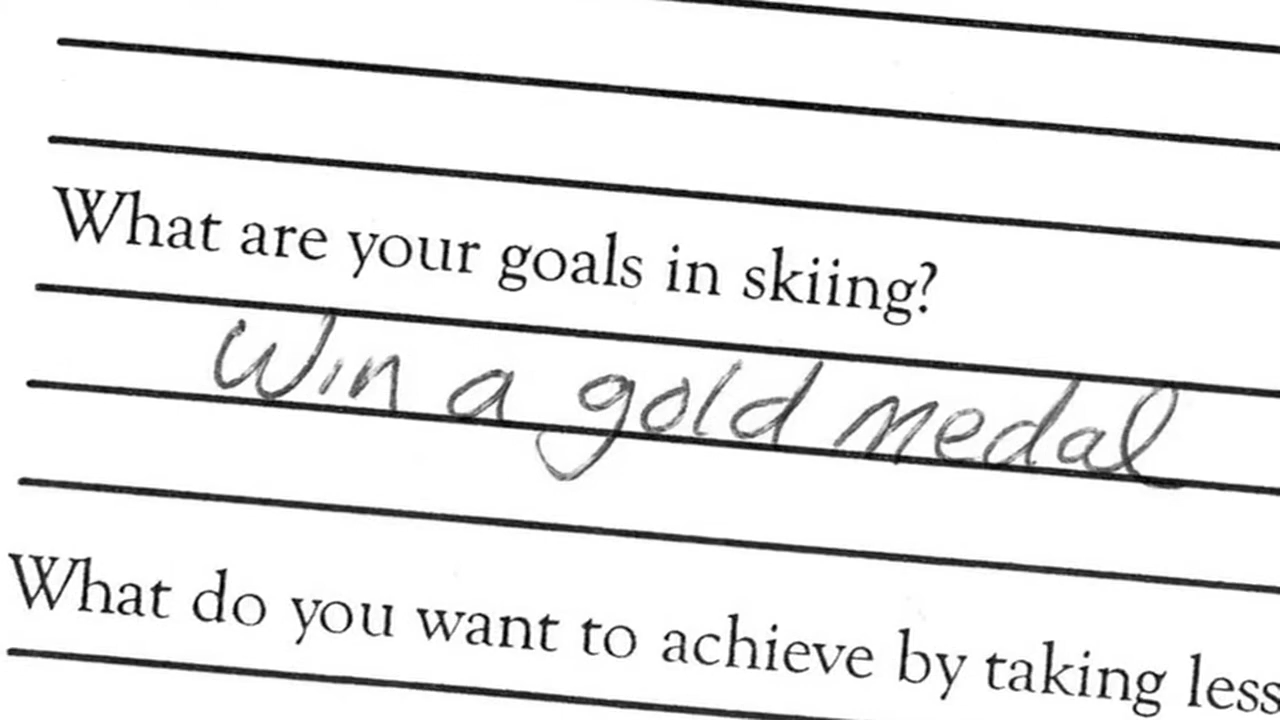 What are your goals in skiing?
Win a gold medal
What do you want to achieve by taking less